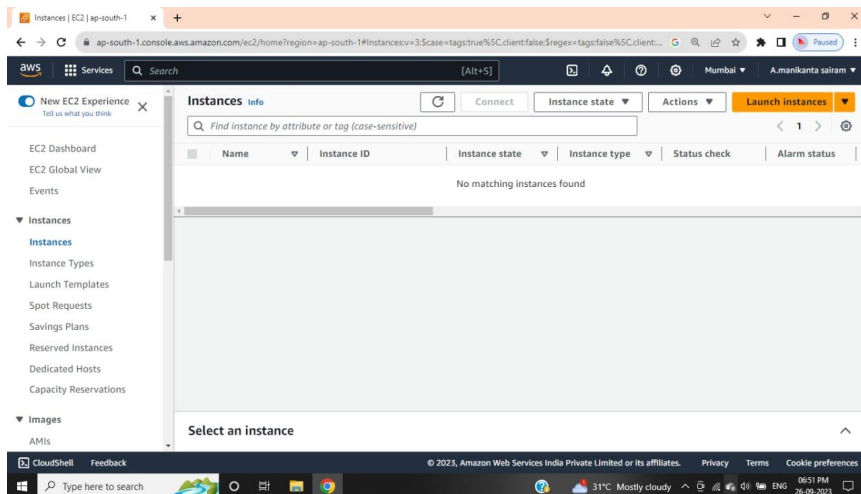 Instances | EC2 | ap-south-1
ap-south-1.console.aws.amazon.com/ec2/home?region=ap-south-1#Instances:v=3;$case=tags:true%5C,client:false;$regex=tags:false%5C,client:...
Paused
aws Services Search [Alt+S] Mumbai ▼ A.manikanta sairam ▼
New EC2 Experience
Tell us what you think
EC2 Dashboard
EC2 Global View
Events
▼ Instances
Instances
Instance Types
Launch Templates
Spot Requests
Savings Plans
Reserved Instances
Dedicated Hosts
Capacity Reservations
▼ Images
AMIs
Instances Info Connect Instance state ▼ Actions ▼ Launch instances ▼
Find instance by attribute or tag (case-sensitive) < 1 >
Name Instance ID Instance state Instance type Status check Alarm status
No matching instances found
Select an instance
CloudShell Feedback © 2023, Amazon Web Services India Private Limited or its affiliates. Privacy Terms Cookie preferences
Type here to search 31°C Mostly cloudy ENG 06:51 PM
26-09-2023